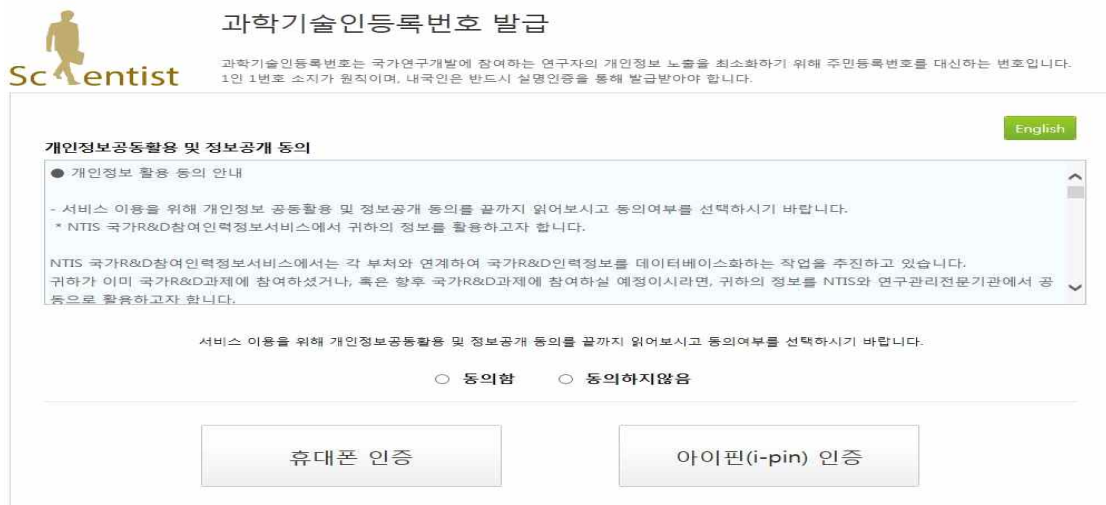 과학기술인등록번호 발급
Scientist
과학기술인등록번호는 국가연구개발에 참여하는 연구자의 개인정보 노출을 최소화하기 위해 주민등록번호를 대신하는 번호입니다.
1인 1번호 소지가 원직이며, 내국인은 반드시 실명인증을 통해 발급받아야 합니다.
English
개인정보공동활용 및 정보공개 동의
● 개인정보 활용 동의 안내
- 서비스 이용을 위해 개인정보 공동활용 및 정보공개 동의를 끝까지 읽어보시고 동의여부를 선택하시기 바랍니다.
* NTIS 국가R&D참여인력정보서비스에서 귀하의 정보를 활용하고자 합니다.
NTIS 국가R&D참여인력정보서비스에서는 각 부처와 연계하여 국가R&D인력정보를 데이터베이스화하는 작업을 추진하고 있습니다.
귀하가 이미 국가R&D과제에 참여하셨거나, 혹은 향후 국가R&D과제에 참여하실 예정이시라면, 귀하의 정보를 NTIS와 연구관리전문기관에서 공
동으로 활용하고자 합니다.
서비스 이용을 위해 개인정보공동활용 및 정보공개 동의를 끝까지 읽어보시고 동의여부를 선택하시기 바랍니다.
동의함 동의하지않음
휴대폰 인증 아이핀(i-pin) 인증